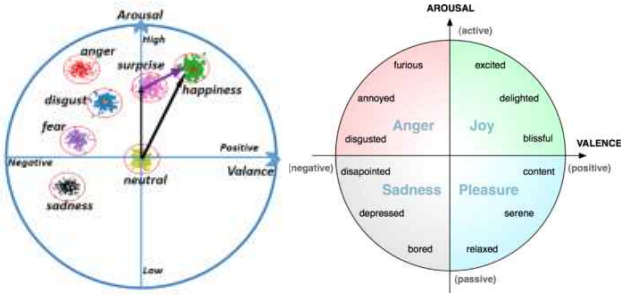 Arousal
High
anger
surprise
happiness
disgust
fear
Negative
Positive
Valance
neutral
sadness
Law
AROUSAL
(active)
furious
excited
annoyed
delighted
Anger
Joy
disgusted
blissful
VALENCE
(negative)
(positive)
disapointed
content
Sadness
Pleasure
depressed
serene
bored
relaxed
(passive)